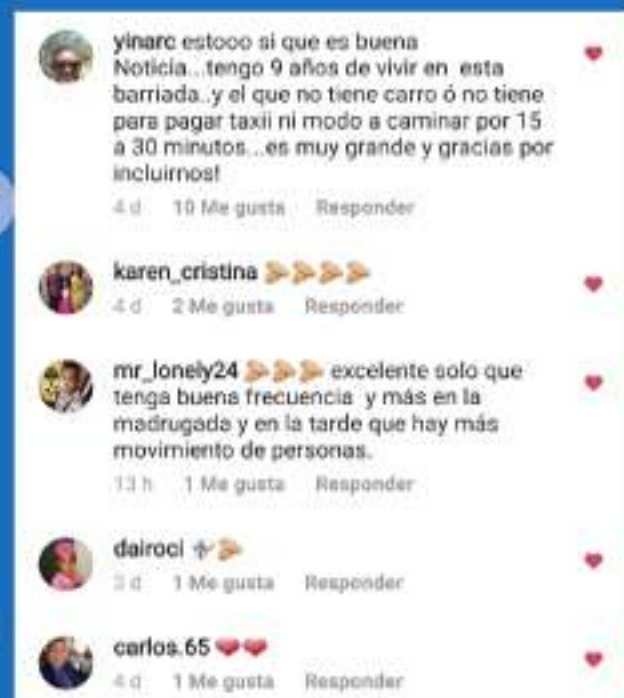 yinarc estooo si que es buena
Noticia...tengo 9 años de vivir en esta
barriada..y el que no tiene carro ó no tiene
para pagar taxii ni modo a caminar por 15
a 30 minutos...es muy grande y gracias por
incluirnos!
4 d 10 Me gusta Responder
karen_cristina 👏👏👏👏
4 d 2 Me gusta Responder
mr_lonely24 👏👏👏 excelente solo que
tenga buena frecuencia y más en la
madrugada y en la tarde que hay más
movimiento de personas.
13 h 1 Me gusta Responder
dairoci 👏
3 d 1 Me gusta Responder
carlos.65 ❤❤
4 d 1 Me gusta Responder